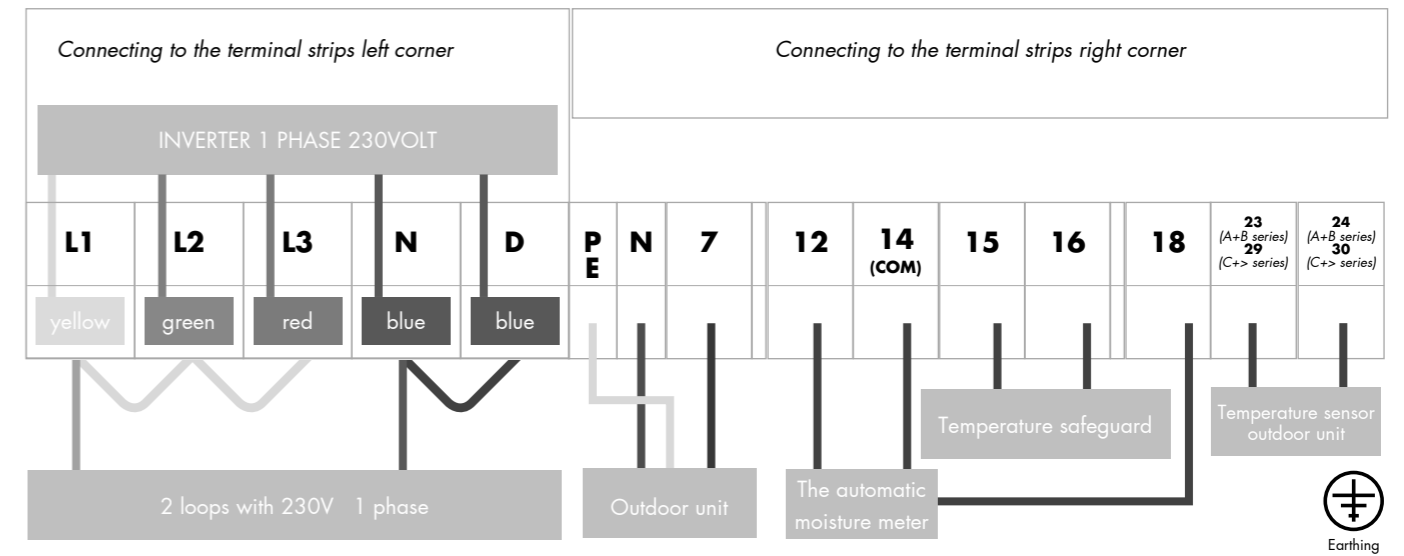 Connecting to the terminal strips left corner
Connecting to the terminal strips right corner
INVERTER 1 PHASE 230VOLT
L1
L2
L3
N
D
P
E
N
7
12
14
(COM)
15
16
18
23
(A+B series)
29
(C+> series)
24
(A+B series)
30
(C+> series)
yellow
green
red
blue
blue
Temperature safeguard
Temperature sensor
outdoor unit
2 loops with 230V 1 phase
Outdoor unit
The automatic
moisture meter
Earthing